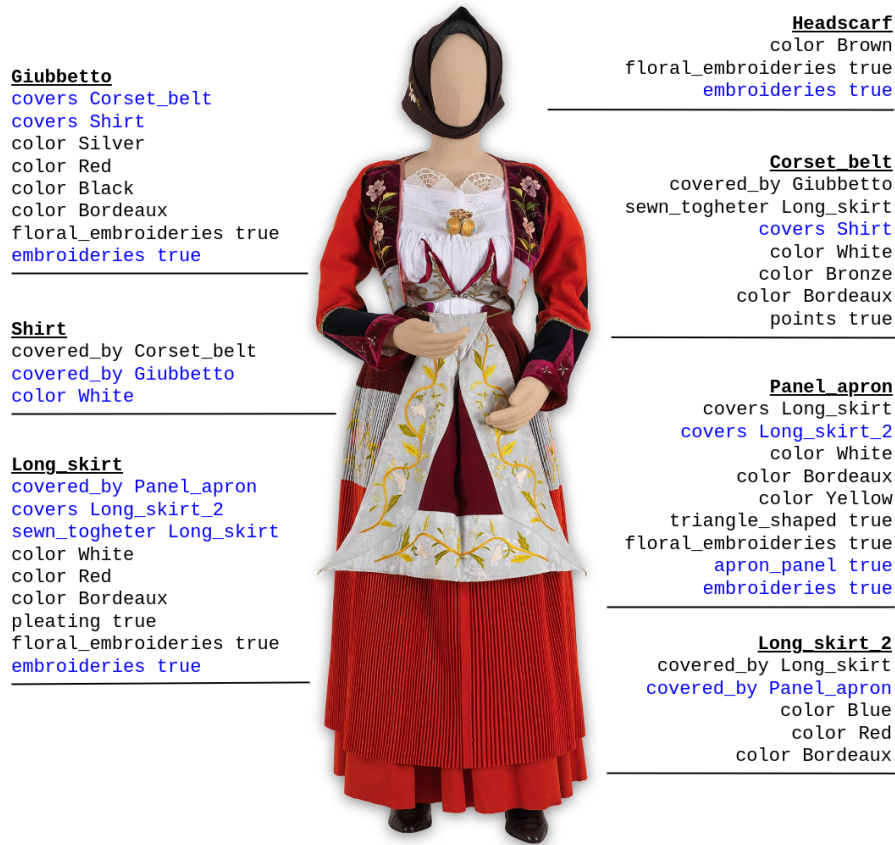 Giubbetto
covers Corset_belt
covers Shirt
color Silver
color Red
color Black
color Bordeaux
floral_embroideries true
embroideries true
Shirt
covered_by Corset_belt
covered_by Giubbetto
color White
Long_skirt
covered_by Panel_apron
covers Long_skirt_2
sewn_togheter Long_skirt
color White
color Red
color Bordeaux
pleating true
floral_embroideries true
embroideries true
Headscarf
color Brown
floral_embroideries true
embroideries true
Corset_belt
covered_by Giubbetto
sewn_togheter Long_skirt
covers Shirt
color White
color Bronze
color Bordeaux
points true
Panel_apron
covers Long_skirt
covers Long_skirt_2
color White
color Bordeaux
color Yellow
triangle_shaped true
floral_embroideries true
apron_panel true
embroideries true
Long_skirt_2
covered_by Long_skirt
covered_by Panel_apron
color Blue
color Red
color Bordeaux